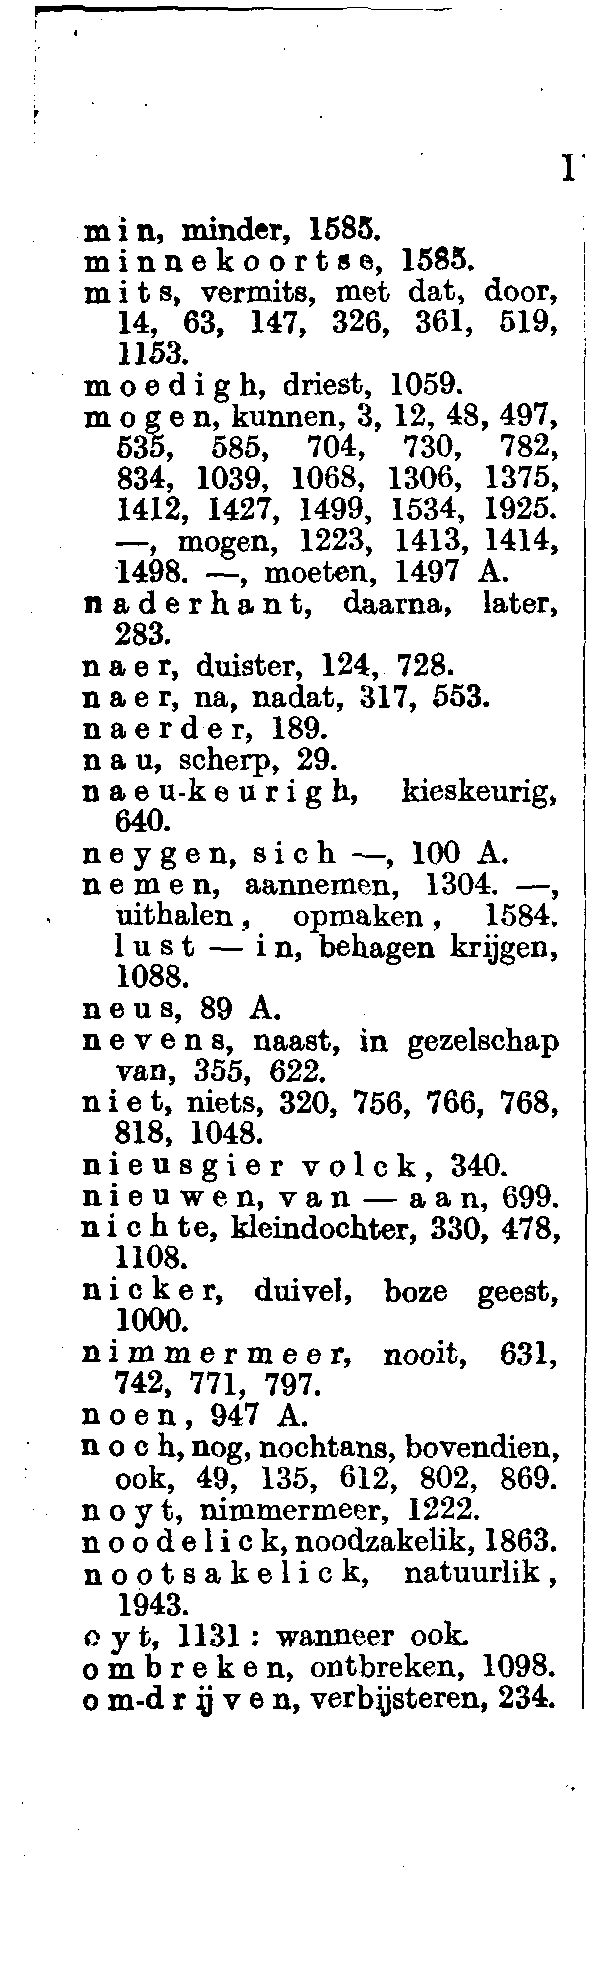 1
min, minder, 1585.
minnekoortse, 1585.
mits, vermits, met dat, door,
14, 63, 147, 326, 361, 519,
1153.
moedigh, driest, 1059.
mogen, kunnen, 3, 12, 48, 497,
535, 585, 704, 730, 782,
834, 1039, 1068, 1306, 1375,
1412, 1427, 1499, 1534, 1925.
—, mogen, 1223, 1413, 1414,
1498. —, moeten, 1497 A.
naderhant, daarna, later,
283.
naer, duister, 124, 728.
naer, na, nadat, 317, 553.
naerder, 189.
nau, scherp, 29.
naeu-keurigh, kieskeurig,
640.
neygen, sich —, 100 A.
nemen, aannemen, 1304. —,
uithalen, opmaken, 1584.
lust — in, behagen krijgen,
1088.
neus, 89 A.
nevens, naast, in gezelschap
van, 355, 622.
niet, niets, 320, 756, 766, 768,
818, 1048.
nieusgier volck, 340.
nieuwen, van — aan, 699.
nichte, kleindochter, 330, 478,
1108.
nicker, duivel, boze geest,
1000.
nimmermeer, nooit, 631,
742, 771, 797.
noen, 947 A.
noch, nog, nochtans, bovendien,
ook, 49, 135, 612, 802, 869.
noyt, nimmermeer, 1222.
noodelick, noodzakelik, 1863.
nootsakelick, natuurlik,
1943.
oyt, 1131 : wanneer ook.
ombreken, ontbreken, 1098.
om-drijven, verbijsteren, 234.